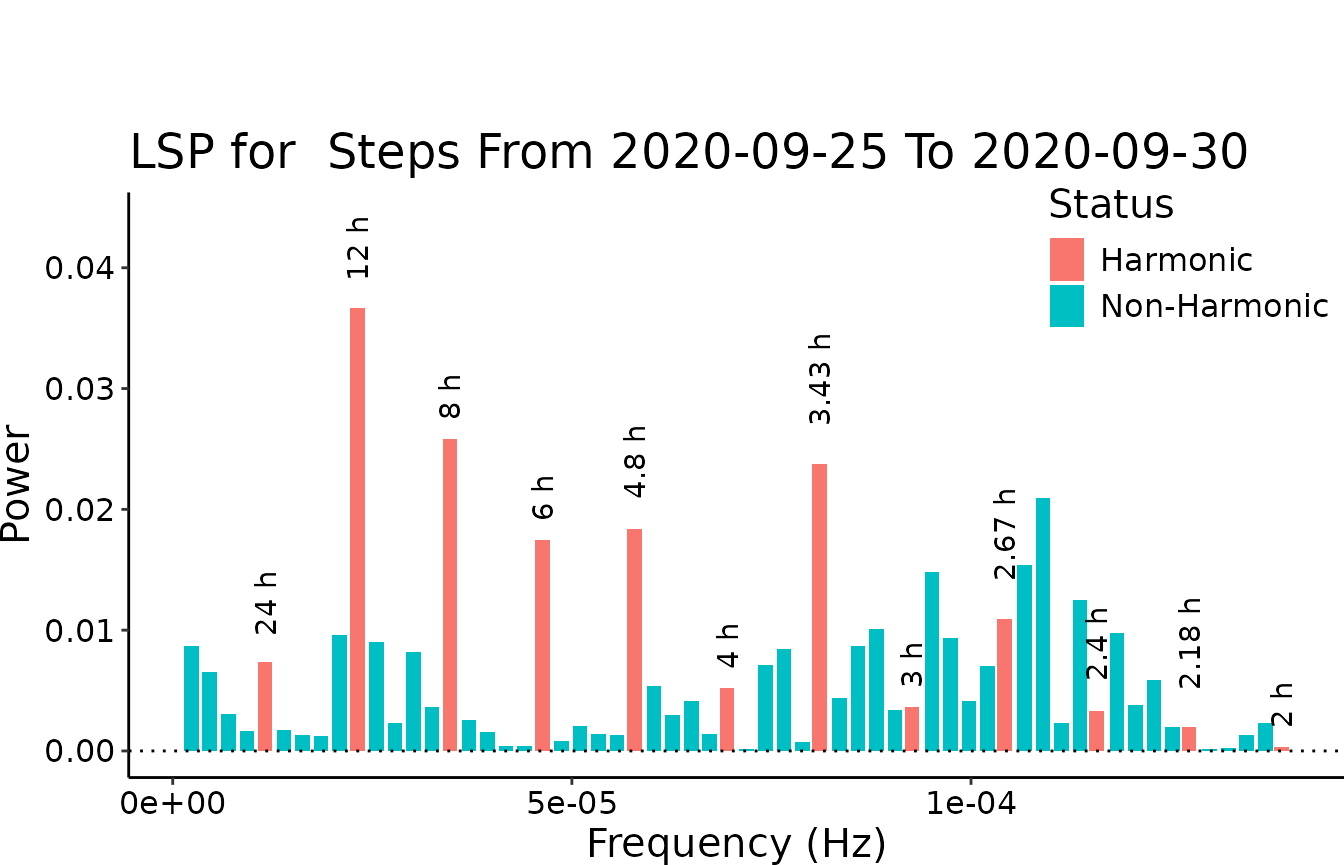 LSP for  Steps From 2020-09-25 To 2020-09-30
Status
Harmonic
Non-Harmonic
Power
0.04
0.03
0.02
0.01
0.00
24 h
12 h
8 h
6 h
4.8 h
4 h
3.43 h
3 h
2.67 h
2.4 h
2.18 h
2 h
0e+00
5e-05
1e-04
Frequency (Hz)